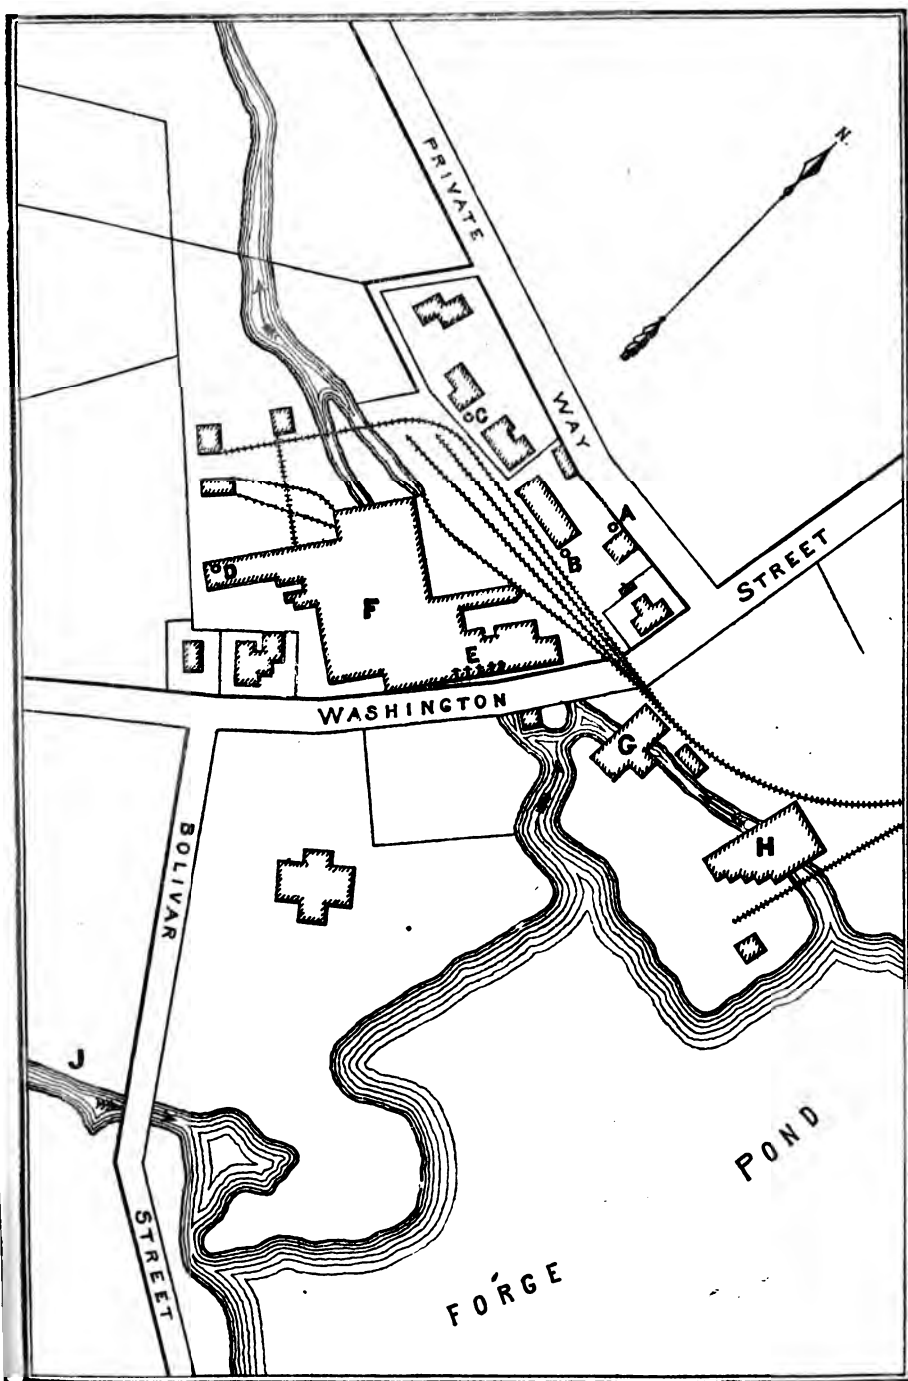 N.
PRIVATE
WAY
C
A
B
STREET
D
F
E
WASHINGTON
G
H
BOLIVAR
J
POND
STREET
FORGE